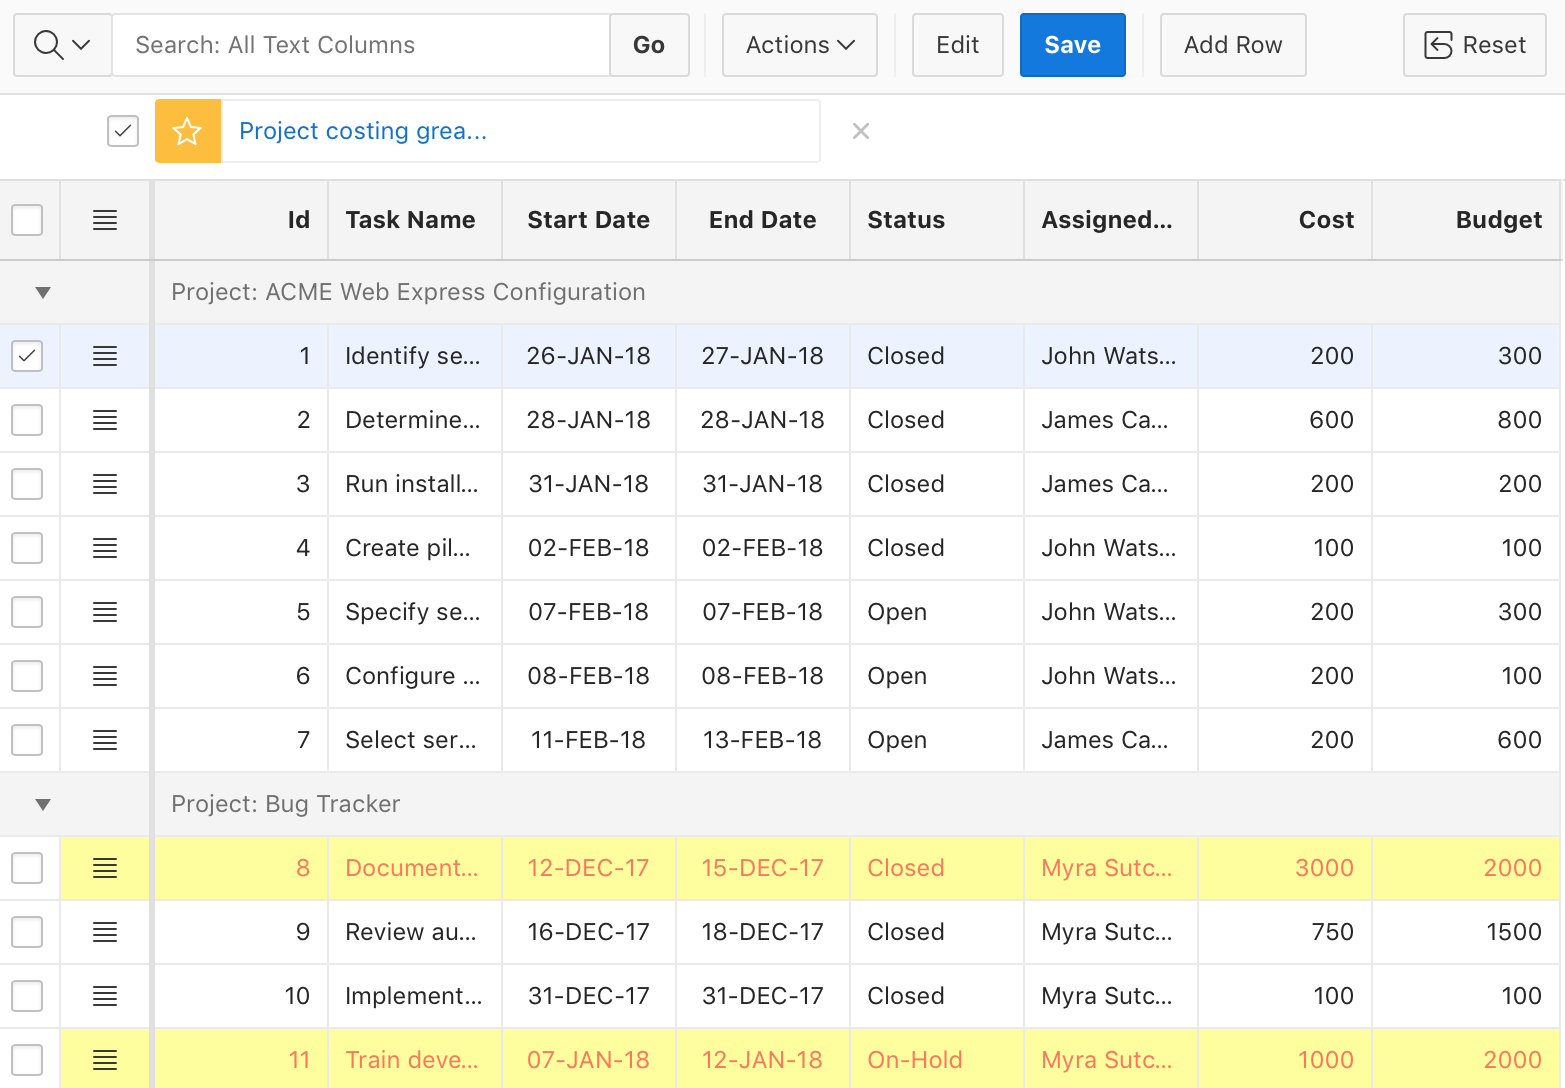 Search: All Text Columns Go Actions Edit Save Add Row Reset
Project costing grea...
Id Task Name Start Date End Date Status Assigned... Cost Budget
Project: ACME Web Express Configuration
1 Identify se... 26-JAN-18 27-JAN-18 Closed John Wats... 200 300
2 Determine... 28-JAN-18 28-JAN-18 Closed James Ca... 600 800
3 Run install... 31-JAN-18 31-JAN-18 Closed James Ca... 200 200
4 Create pil... 02-FEB-18 02-FEB-18 Closed John Wats... 100 100
5 Specify se... 07-FEB-18 07-FEB-18 Open John Wats... 200 300
6 Configure ... 08-FEB-18 08-FEB-18 Open John Wats... 200 100
7 Select ser... 11-FEB-18 13-FEB-18 Open James Ca... 200 600
Project: Bug Tracker
8 Document... 12-DEC-17 15-DEC-17 Closed Myra Sutc... 3000 2000
9 Review au... 16-DEC-17 18-DEC-17 Closed Myra Sutc... 750 1500
10 Implement... 31-DEC-17 31-DEC-17 Closed Myra Sutc... 100 100
11 Train deve... 07-JAN-18 12-JAN-18 On-Hold Myra Sutc... 1000 2000